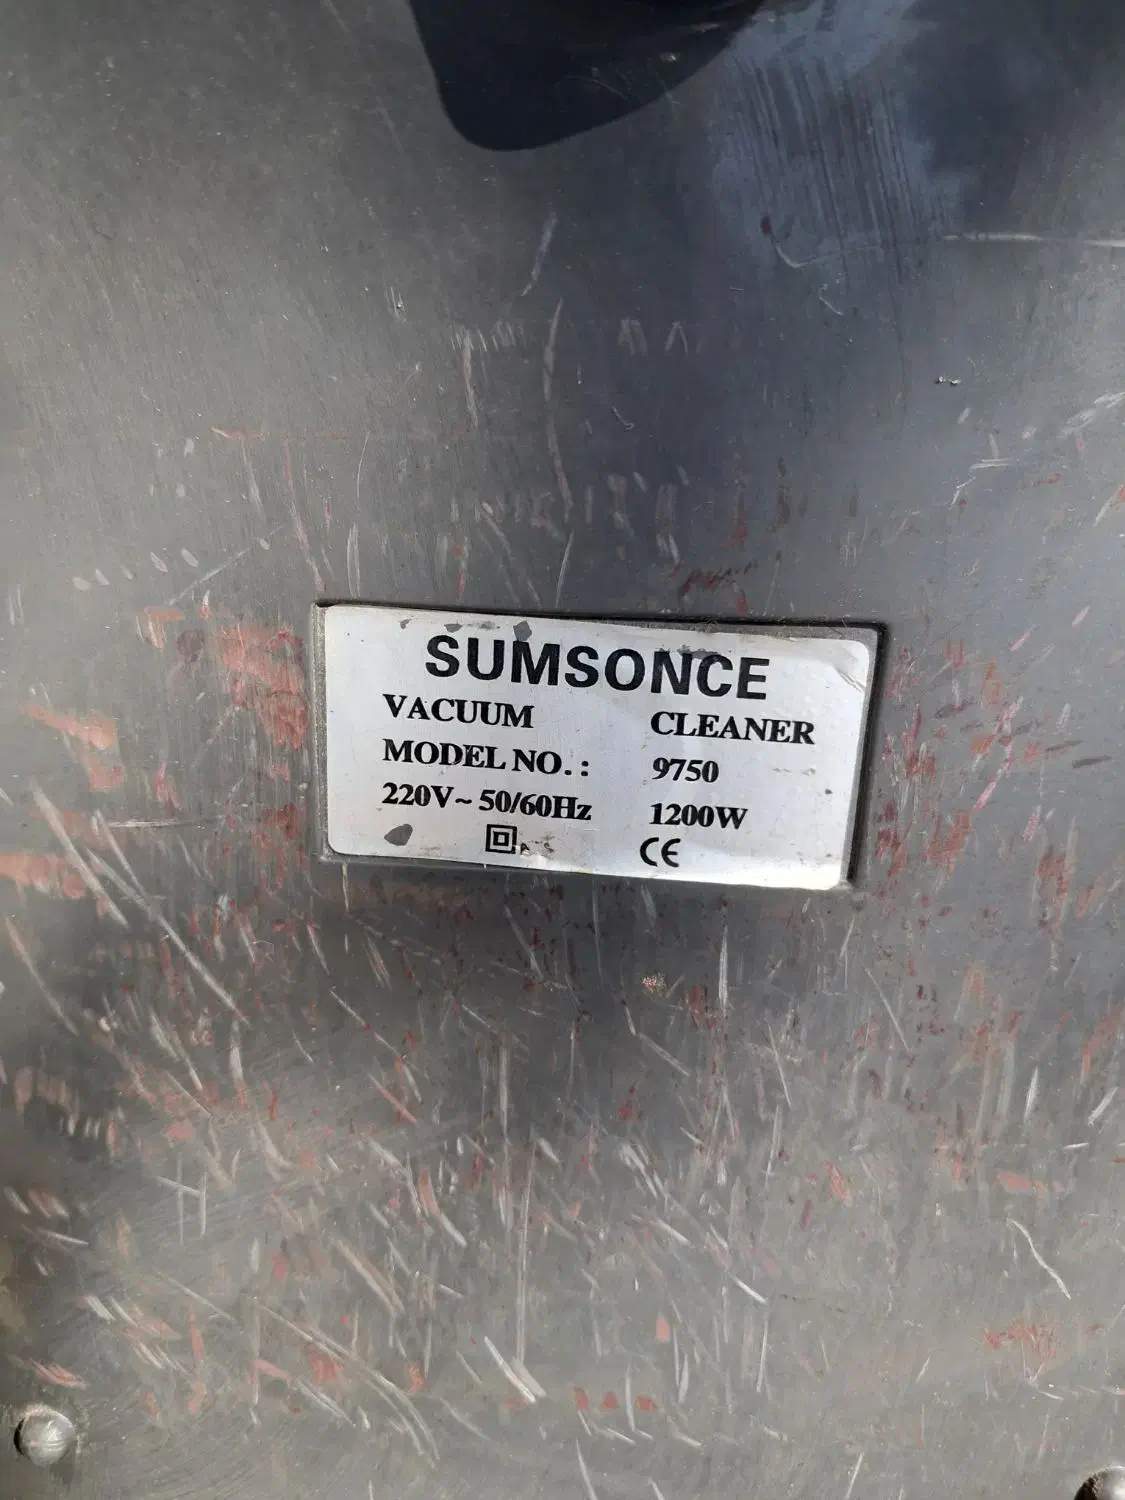 SUMSONCE
VACUUM CLEANER
MODEL NO.: 9750
220V~ 50/60Hz 1200W
CE